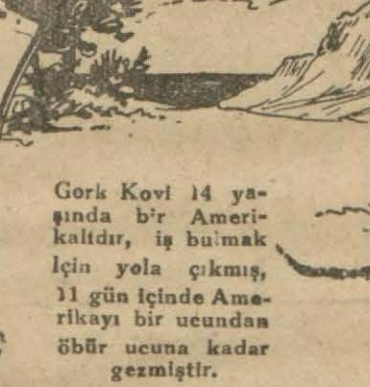 Gork Kovi 14 ya-
şında bir Ameri-
kalıdır, iş bulmak
için yola çıkmış,
11 gün içinde Ame-
rikayı bir ucundan
öbür ucuna kadar
gezmiştir.